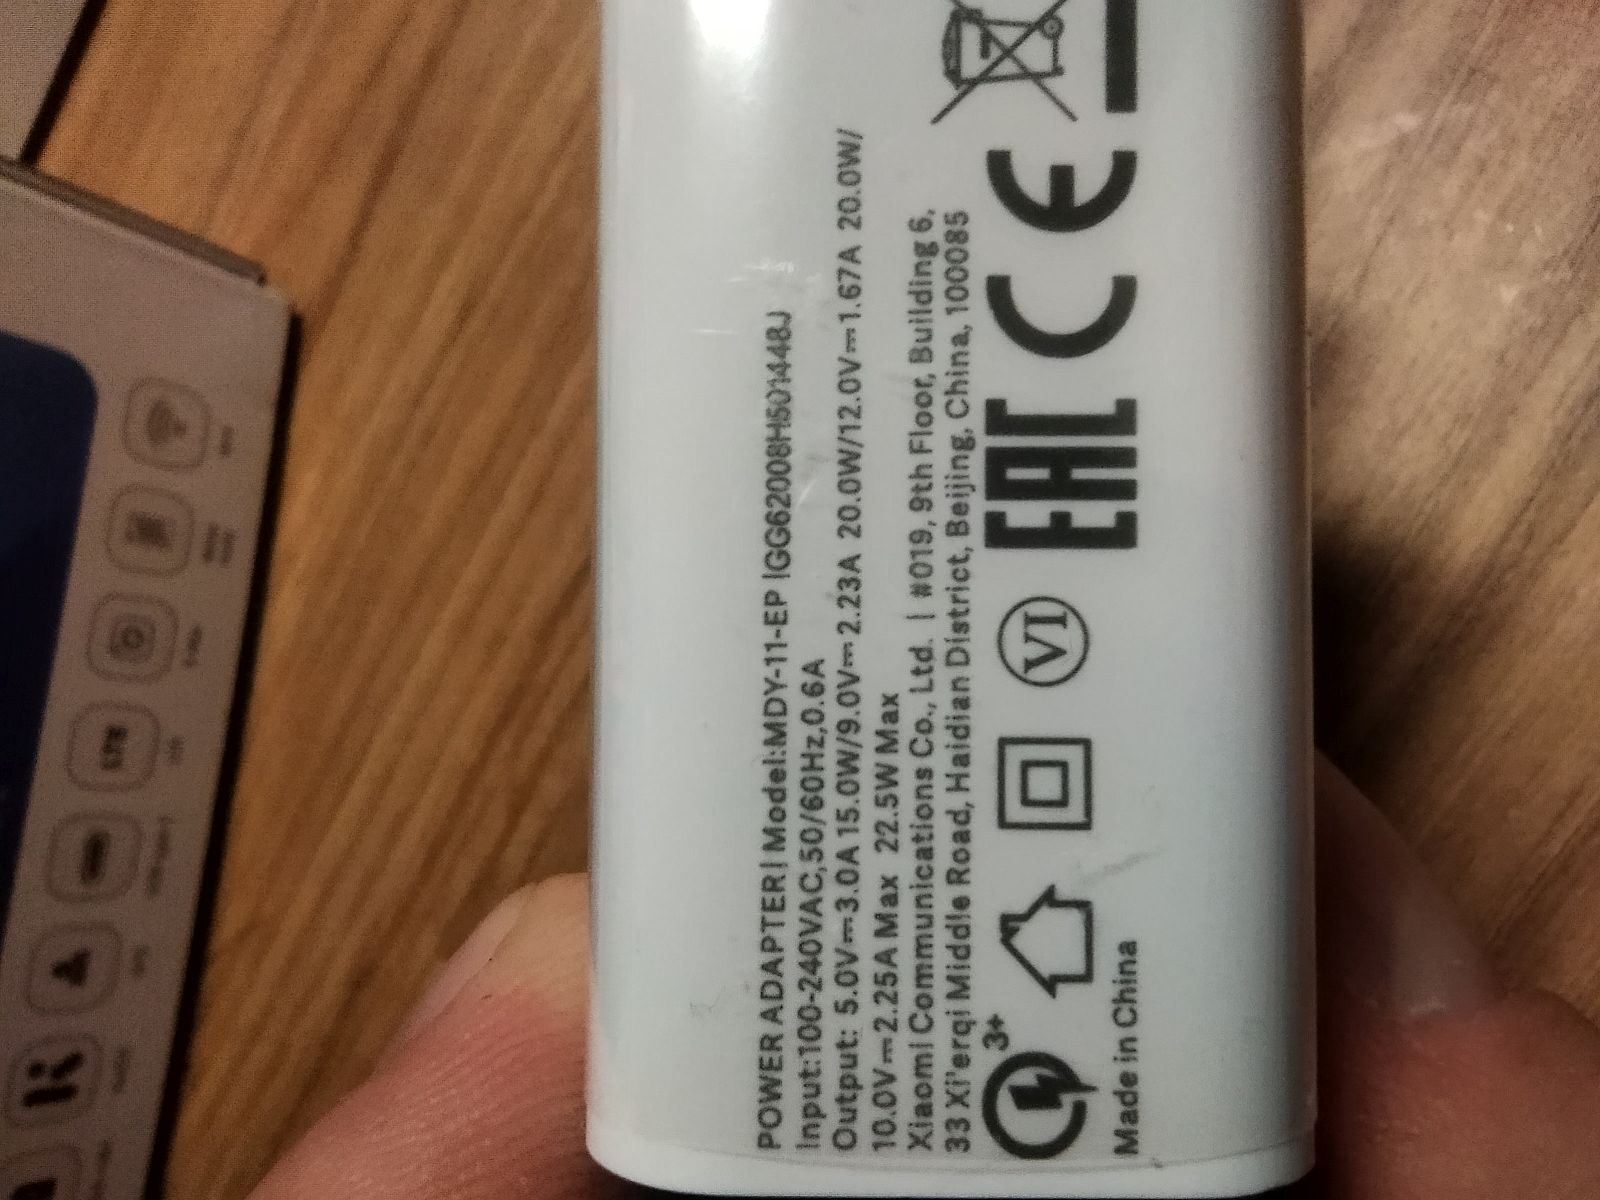 POWER ADAPTER | Model:MDY-11-EP |GG62008H501448J
Input:100-240VAC,50/60Hz,0.6A
Output: 5.0V⎓3.0A 15.0W/9.0V⎓2.23A 20.0W/12.0V⎓1.67A 20.0W/
10.0V⎓2.25A Max 22.5W Max
Xiaomi Communications Co., Ltd. | #019, 9th Floor, Building 6,
33 Xi'erqi Middle Road, Haidian District, Beijing, China, 100085
3+
VI
EAC
CE
Made in China
LTE